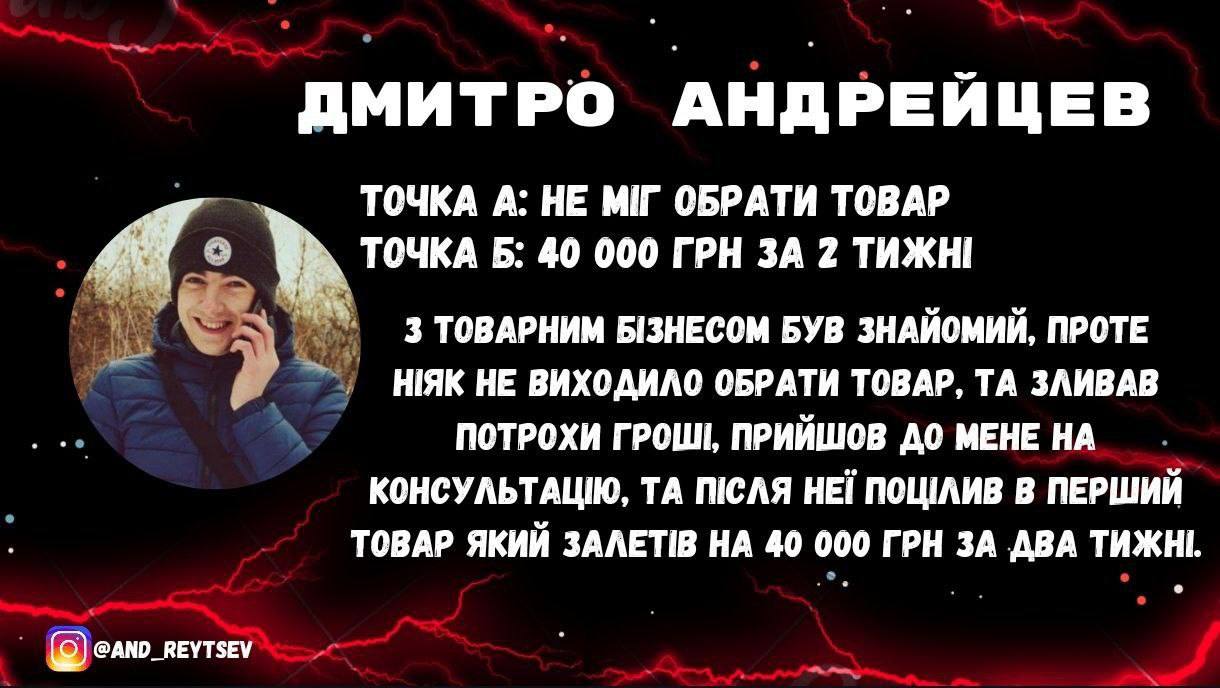 ДМИТРО АНДРЕЙЦЕВ
ТОЧКА А: НЕ МІГ ОБРАТИ ТОВАР
ТОЧКА Б: 40 000 ГРН ЗА 2 ТИЖНІ
З ТОВАРНИМ БІЗНЕСОМ БУВ ЗНАЙОМИЙ, ПРОТЕ
НІЯК НЕ ВИХОДИЛО ОБРАТИ ТОВАР, ТА ЗЛИВАВ
ПОТРОХИ ГРОШІ, ПРИЙШОВ ДО МЕНЕ НА
КОНСУЛЬТАЦІЮ, ТА ПІСЛЯ НЕЇ ПОЦІЛИВ В ПЕРШИЙ
ТОВАР ЯКИЙ ЗАЛЕТІВ НА 40 000 ГРН ЗА ДВА ТИЖНІ.
@AND_REYTSEV